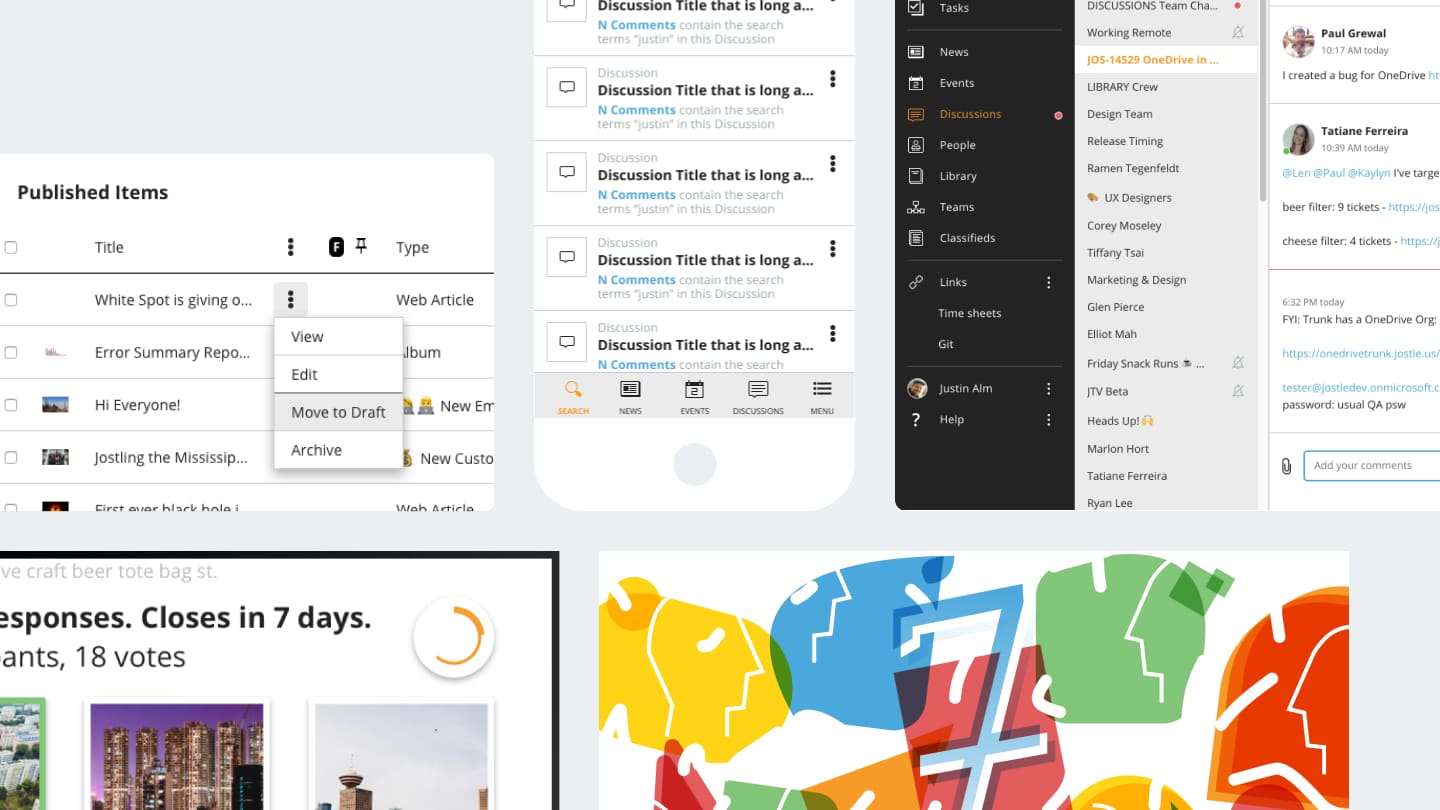 Published Items
Title
F
Type
White Spot is giving o...
Web Article
Error Summary Repo...
lbum
Hi Everyone!
New Em
Jostling the Mississip...
New Custo
First ever black hole i
Web Article
View
Edit
Move to Draft
Archive
Discussion Title that is long a...
N Comments contain the search
terms “justin” in this Discussion
Discussion
Discussion Title that is long a...
N Comments contain the search
terms “justin” in this Discussion
Discussion
Discussion Title that is long a...
N Comments contain the search
terms “justin” in this Discussion
Discussion
Discussion Title that is long a...
N Comments contain the search
terms “justin” in this Discussion
Discussion
Discussion Title that is long a...
N Comments contain the search
SEARCH
NEWS
EVENTS
DISCUSSIONS
MENU
Tasks
News
Events
Discussions
People
Library
Teams
Classifieds
Links
Time sheets
Git
Justin Alm
Help
DISCUSSIONS Team Cha...
Working Remote
JOS-14529 OneDrive in ...
LIBRARY Crew
Design Team
Release Timing
Ramen Tegenfeldt
UX Designers
Corey Moseley
Tiffany Tsai
Marketing & Design
Glen Pierce
Elliot Mah
Friday Snack Runs ☕ ...
JTV Beta
Heads Up! 🙌
Marlon Hort
Tatiane Ferreira
Ryan Lee
Paul Grewal
10:17 AM today
I created a bug for OneDrive ht
Tatiane Ferreira
10:39 AM today
@Len @Paul @Kaylyn I've targe
beer filter: 9 tickets - https://jos
cheese filter: 4 tickets - https://j
6:32 PM today
FYI: Trunk has a OneDrive Org:
https://onedrivetrunk.jostle.us/
tester@jostledev.onmicrosoft.c
password: usual QA psw
Add your comments
ve craft beer tote bag st.
esponses. Closes in 7 days.
pants, 18 votes
7